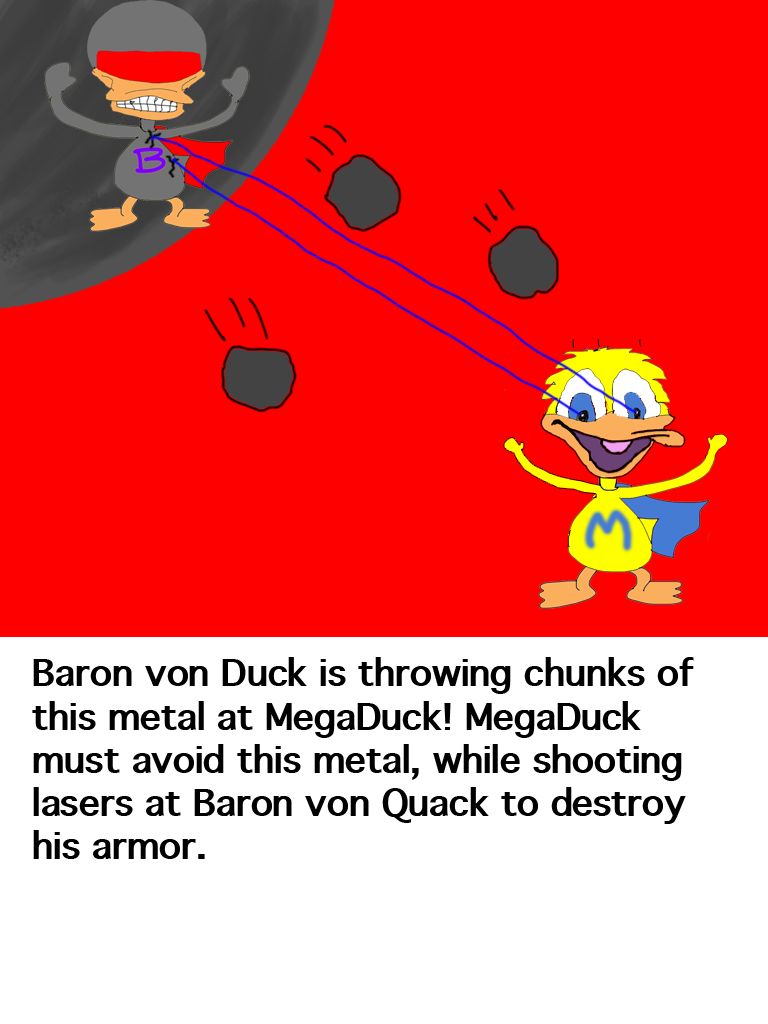 B
M
Baron von Duck is throwing chunks of
this metal at MegaDuck! MegaDuck
must avoid this metal, while shooting
lasers at Baron von Quack to destroy
his armor.